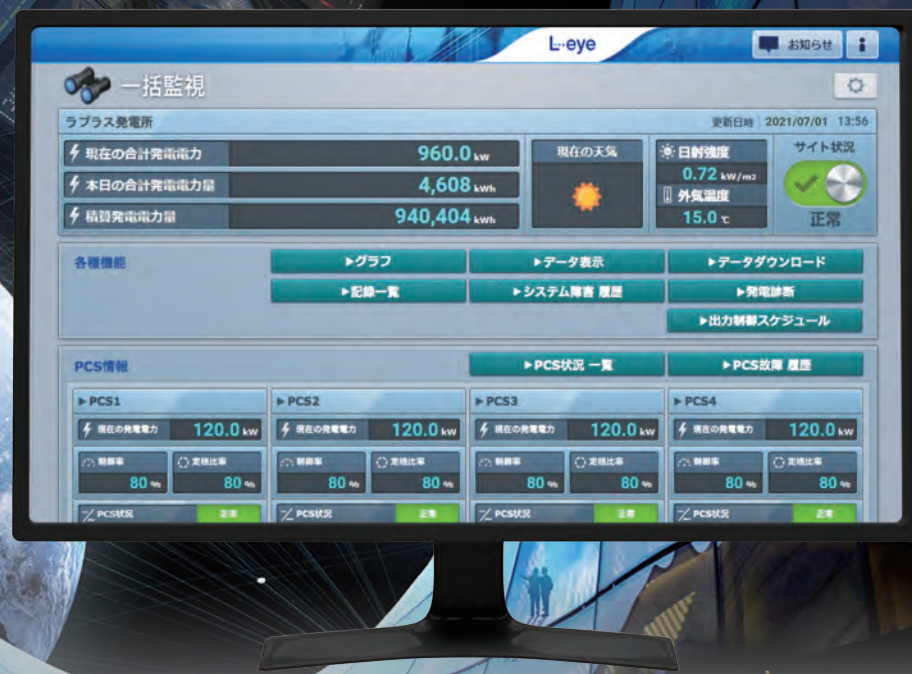 L·eye
お知らせ
一括監視
ラプラス発電所
更新日時 2021/07/01 13:56
現在の合計発電電力 960.0 kW
本日の合計発電電力量 4,608 kWh
積算発電電力量 940,404 kWh
現在の天気
日射強度
0.72 kW/m2
外気温度
15.0 ℃
サイト状況
正常
各種機能
▶グラフ ▶データ表示 ▶データダウンロード
▶記録一覧 ▶システム障害 履歴 ▶発電診断
▶出力制御スケジュール
PCS情報 ▶PCS状況 一覧 ▶PCS故障 履歴
▶PCS1 ▶PCS2 ▶PCS3 ▶PCS4
現在の発電電力 120.0 kW 現在の発電電力 120.0 kW 現在の発電電力 120.0 kW 現在の発電電力 120.0 kW
制御率 定格比率 制御率 定格比率 制御率 定格比率 制御率 定格比率
80 % 80 % 80 % 80 % 80 % 80 % 80 % 80 %
PCS状況 正常 PCS状況 正常 PCS状況 正常 PCS状況 正常